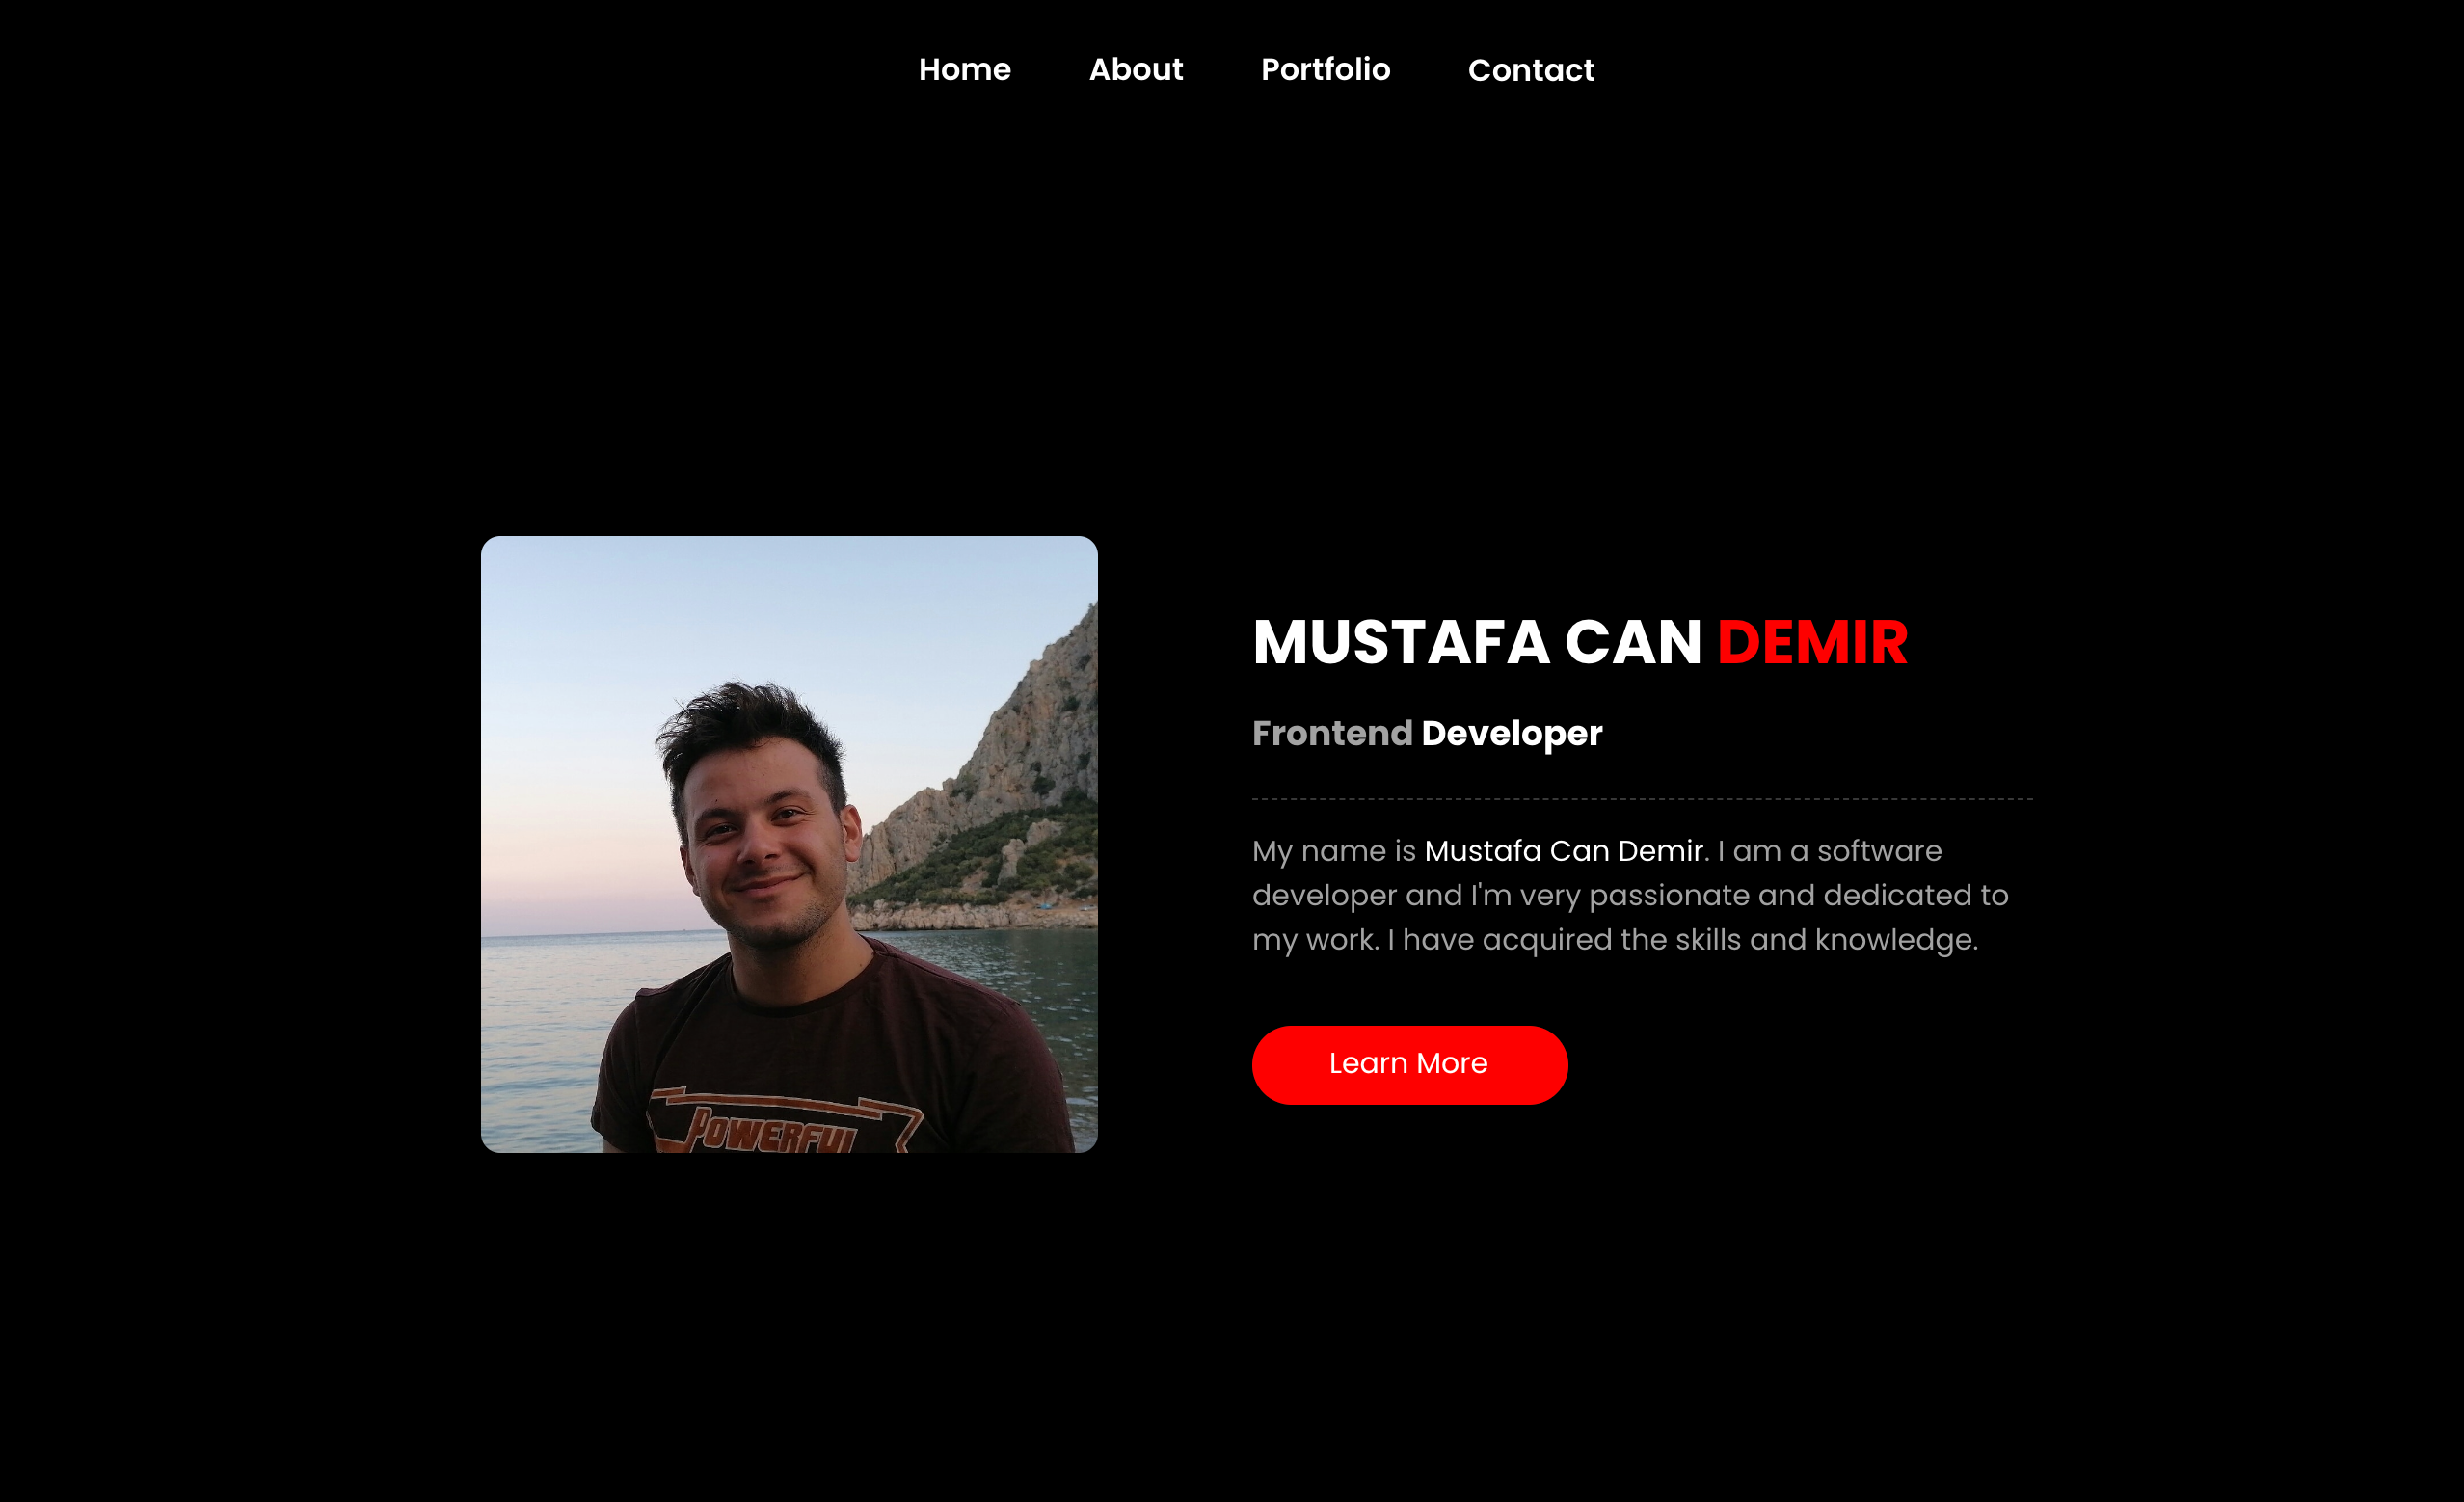 Home About Portfolio Contact
MUSTAFA CAN DEMIR
Frontend Developer
My name is Mustafa Can Demir. I am a software
developer and I'm very passionate and dedicated to
my work. I have acquired the skills and knowledge.
Learn More
POWERFUL